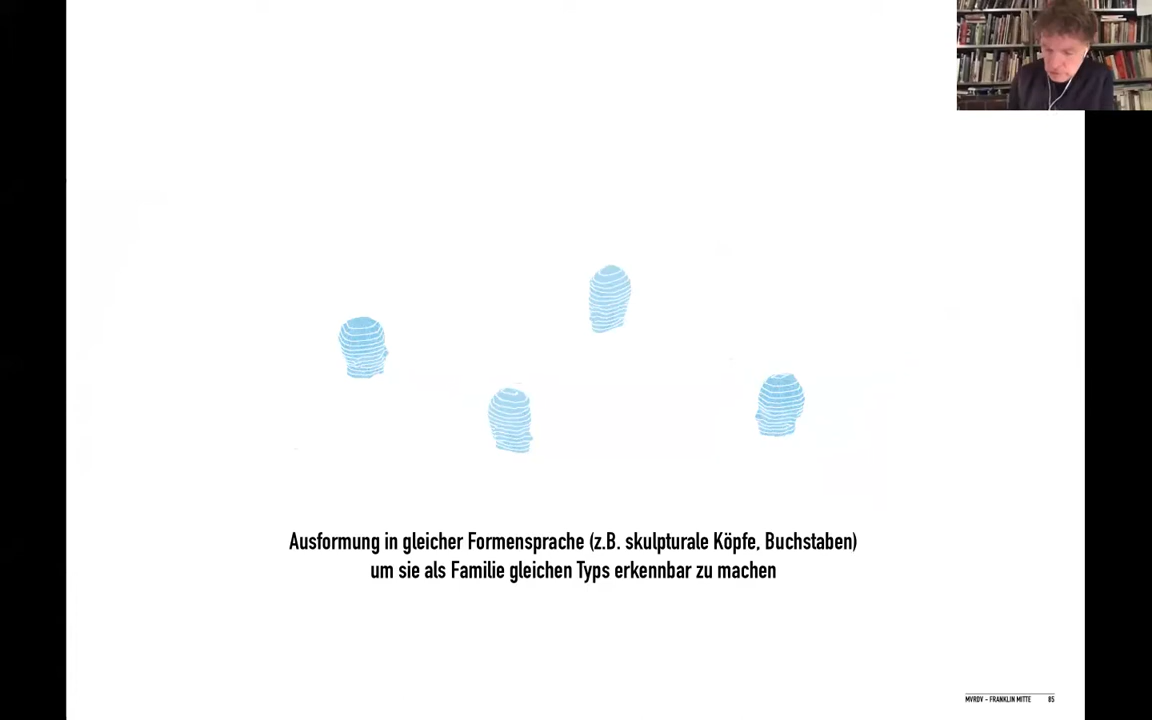 Ausformung in gleicher Formensprache (z.B. skulpturale Köpfe, Buchstaben)
um sie als Familie gleichen Typs erkennbar zu machen
MVRDV – FRANKLIN MITTE 85